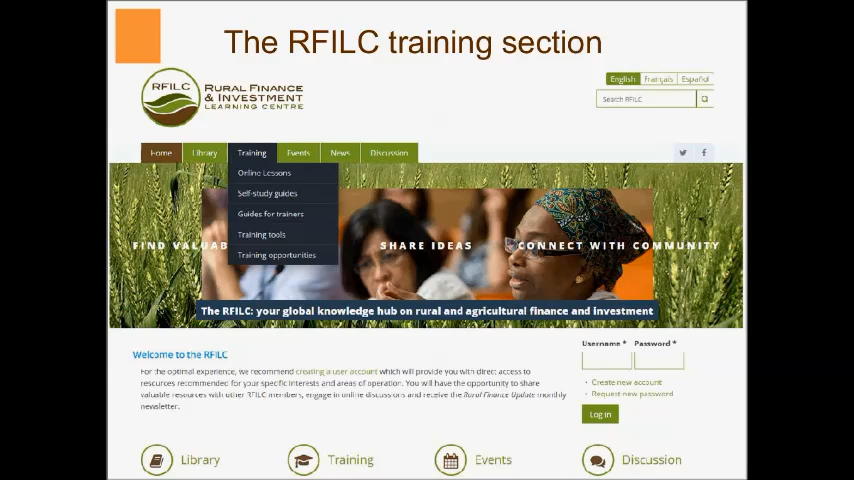 The RFILC training section
RFILC
RURAL FINANCE
& INVESTMENT
LEARNING CENTRE
English Français Español
Search RFILC
Home Library Training Events News Discussion
Online Lessons
Self-study guides
Guides for trainers
Training tools
Training opportunities
FIND VALUAB SHARE IDEAS CONNECT WITH COMMUNITY
The RFILC: your global knowledge hub on rural and agricultural finance and investment
Welcome to the RFILC
For the optimal experience, we recommend creating a user account which will provide you with direct access to
resources recommended for your specific interests and areas of operation. You will have the opportunity to share
valuable resources with other RFILC members, engage in online discussions and receive the Rural Finance Update monthly
newsletter.
Username * Password *
Create new account
Request new password
Log in
Library Training Events Discussion